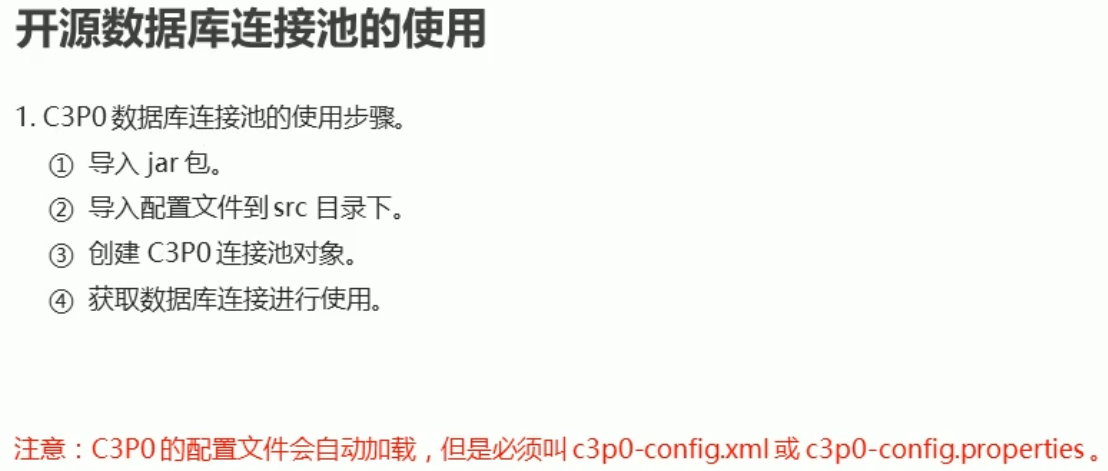 开源数据库连接池的使用
1. C3P0 数据库连接池的使用步骤。
① 导入 jar 包。
② 导入配置文件到 src 目录下。
③ 创建 C3P0 连接池对象。
④ 获取数据库连接进行使用。
注意：C3P0 的配置文件会自动加载，但是必须叫 c3p0-config.xml 或 c3p0-config.properties 。